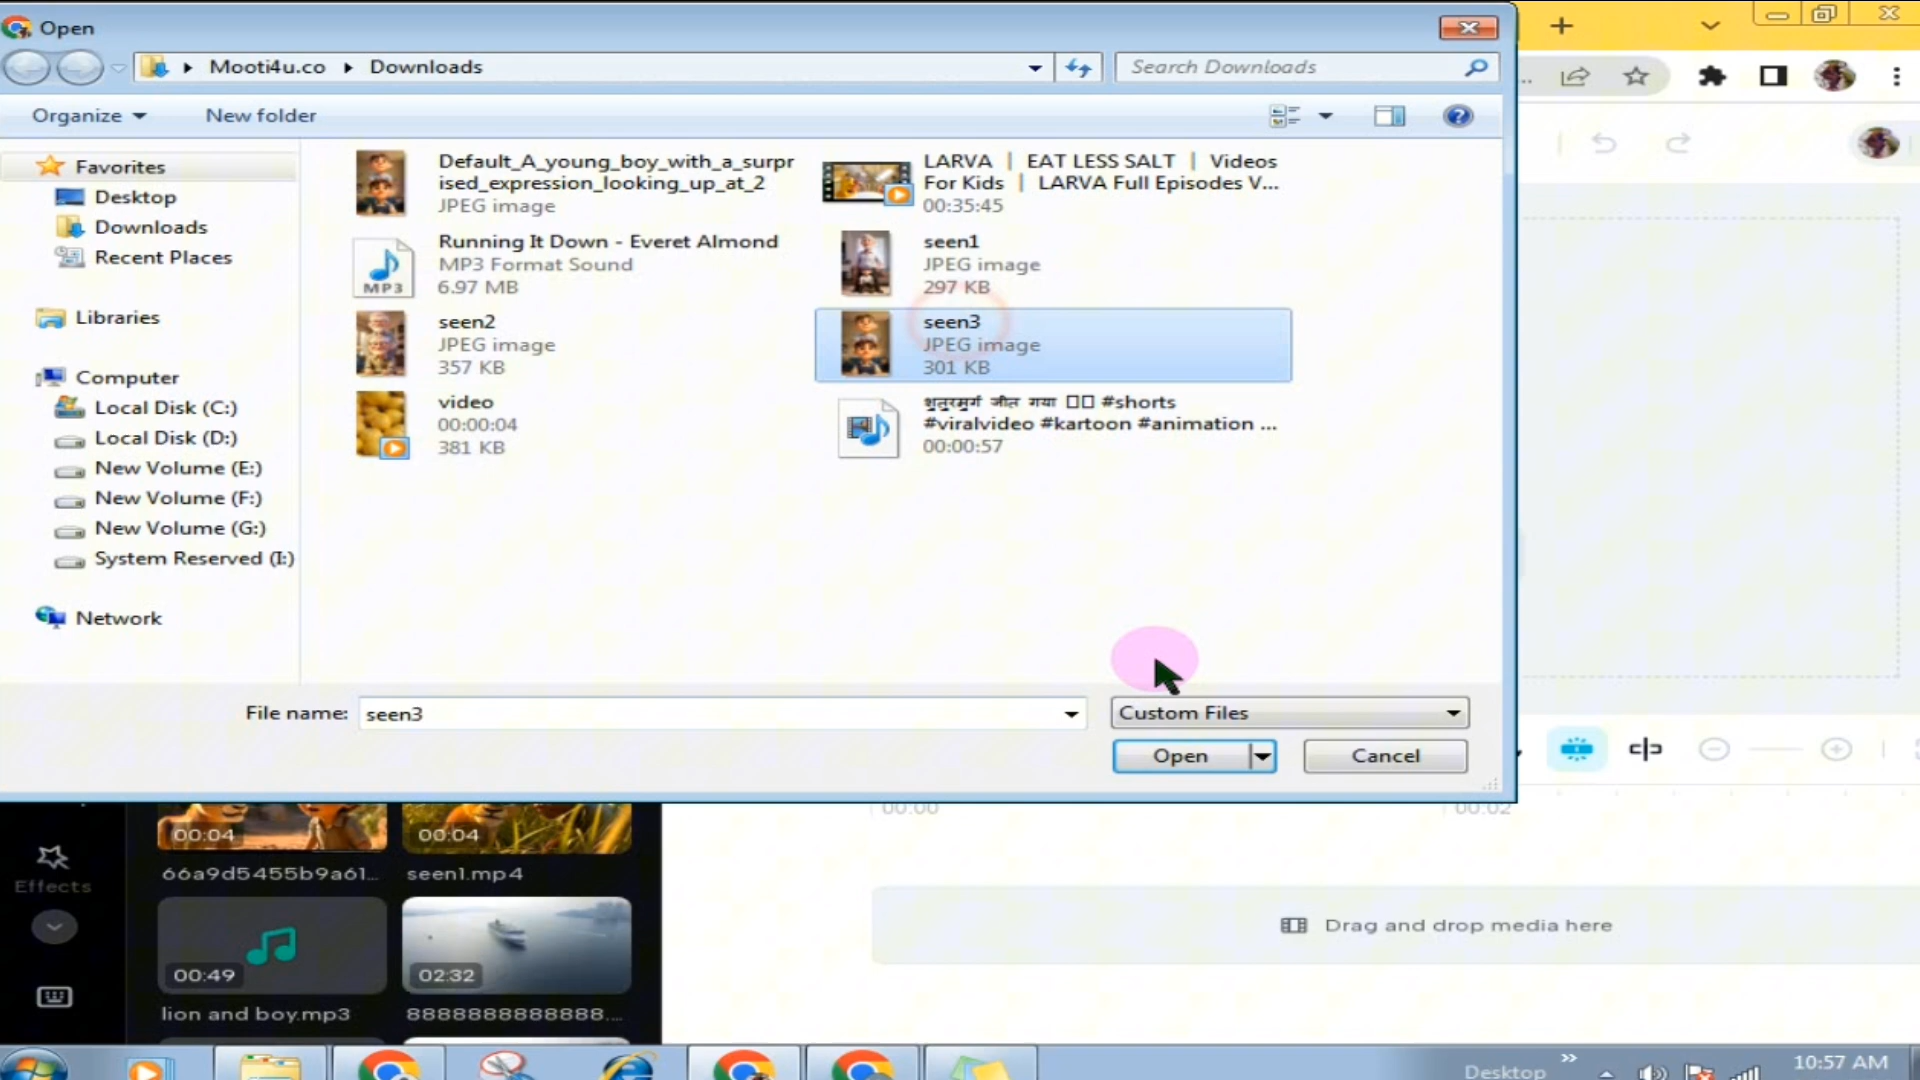 Open
Mooti4u.co
Downloads
Search Downloads
Organize
New folder
Favorites
Desktop
Downloads
Recent Places
Libraries
Computer
Local Disk (C:)
Local Disk (D:)
New Volume (E:)
New Volume (F:)
New Volume (G:)
System Reserved (I:)
Network
Default_A_young_boy_with_a_surpr
ised_expression_looking_up_at_2
JPEG image
LARVA | EAT LESS SALT | Videos
For Kids | LARVA Full Episodes V...
00:35:45
Running It Down - Everet Almond
MP3 Format Sound
6.97 MB
MP3
seen1
JPEG image
297 KB
seen2
JPEG image
357 KB
seen3
JPEG image
301 KB
video
00:00:04
381 KB
शुतुरमुर्ग जीत गया #shorts
#viralvideo #kartoon #animation ...
00:00:57
File name:
seen3
Custom Files
Open
Cancel
00:00
00:02
Effects
00:04
66a9d5455b9a61...
00:04
seen1.mp4
00:49
lion and boy.mp3
02:32
8888888888888....
Drag and drop media here
Desktop
10:57 AM